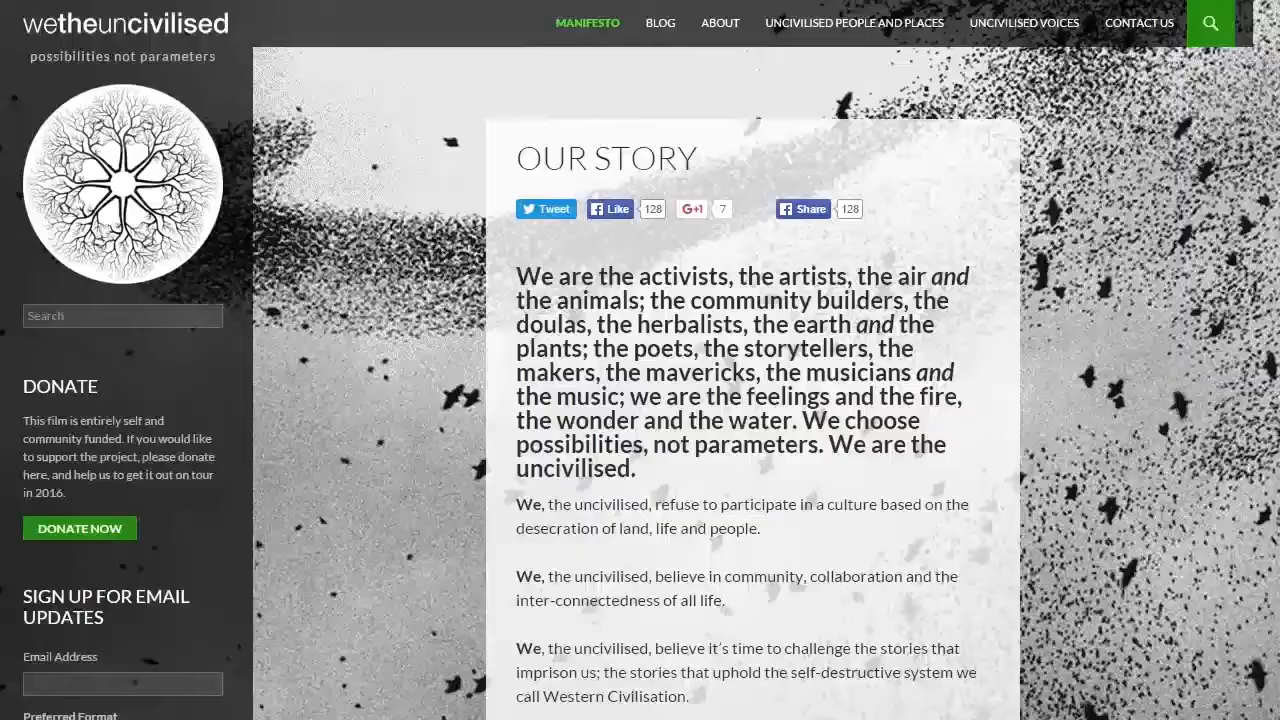 wetheuncivilised
possibilities not parameters
MANIFESTO BLOG ABOUT UNCIVILISED PEOPLE AND PLACES UNCIVILISED VOICES CONTACT US
Search
DONATE
This film is entirely self and
community funded. If you would like
to support the project, please donate
here, and help us to get it out on tour
in 2016.
DONATE NOW
SIGN UP FOR EMAIL
UPDATES
Email Address
Preferred Format
OUR STORY
Tweet Like 128 G+1 7 Share 128
We are the activists, the artists, the air and
the animals; the community builders, the
doulas, the herbalists, the earth and the
plants; the poets, the storytellers, the
makers, the mavericks, the musicians and
the music; we are the feelings and the fire,
the wonder and the water. We choose
possibilities, not parameters. We are the
uncivilised.
We, the uncivilised, refuse to participate in a culture based on the
desecration of land, life and people.
We, the uncivilised, believe in community, collaboration and the
inter-connectedness of all life.
We, the uncivilised, believe it's time to challenge the stories that
imprison us; the stories that uphold the self-destructive system we
call Western Civilisation.